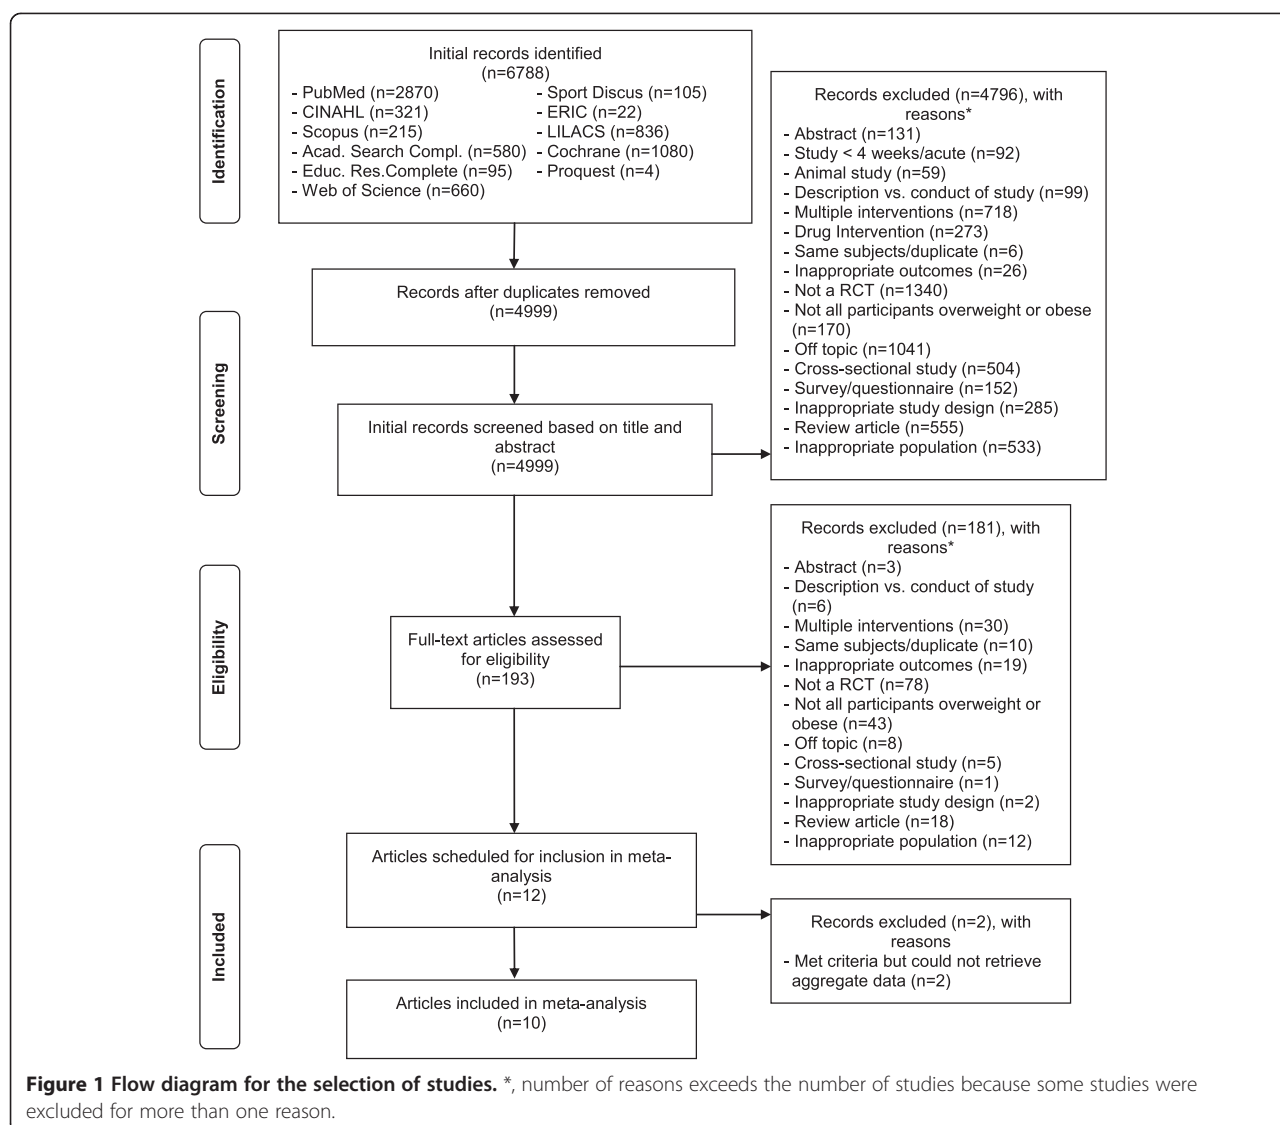 Identification
Initial records identified
(n=6788)
- PubMed (n=2870)
- CINAHL (n=321)
- Scopus (n=215)
- Acad. Search Compl. (n=580)
- Educ. Res.Complete (n=95)
- Web of Science (n=660)
- Sport Discus (n=105)
- ERIC (n=22)
- LILACS (n=836)
- Cochrane (n=1080)
- Proquest (n=4)
Records after duplicates removed
(n=4999)
Screening
Initial records screened based on title and
abstract
(n=4999)
Records excluded (n=4796), with
reasons*
- Abstract (n=131)
- Study < 4 weeks/acute (n=92)
- Animal study (n=59)
- Description vs. conduct of study (n=99)
- Multiple interventions (n=718)
- Drug Intervention (n=273)
- Same subjects/duplicate (n=6)
- Inappropriate outcomes (n=26)
- Not a RCT (n=1340)
- Not all participants overweight or obese
(n=170)
- Off topic (n=1041)
- Cross-sectional study (n=504)
- Survey/questionnaire (n=152)
- Inappropriate study design (n=285)
- Review article (n=555)
- Inappropriate population (n=533)
Eligibility
Full-text articles assessed
for eligibility
(n=193)
Records excluded (n=181), with
reasons*
- Abstract (n=3)
- Description vs. conduct of study
(n=6)
- Multiple interventions (n=30)
- Same subjects/duplicate (n=10)
- Inappropriate outcomes (n=19)
- Not a RCT (n=78)
- Not all participants overweight or
obese (n=43)
- Off topic (n=8)
- Cross-sectional study (n=5)
- Survey/questionnaire (n=1)
- Inappropriate study design (n=2)
- Review article (n=18)
- Inappropriate population (n=12)
Included
Articles scheduled for inclusion in meta-
analysis
(n=12)
Records excluded (n=2), with
reasons
- Met criteria but could not retrieve
aggregate data (n=2)
Articles included in meta-analysis
(n=10)
Figure 1 Flow diagram for the selection of studies. *, number of reasons exceeds the number of studies because some studies were
excluded for more than one reason.